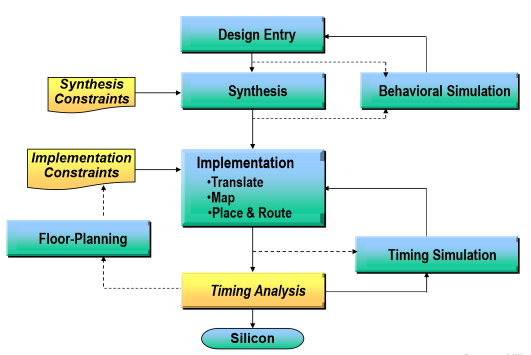 Design Entry
Synthesis
Constraints
Synthesis
Behavioral Simulation
Implementation
Constraints
Implementation
•Translate
•Map
•Place & Route
Floor-Planning
Timing Simulation
Timing Analysis
Silicon